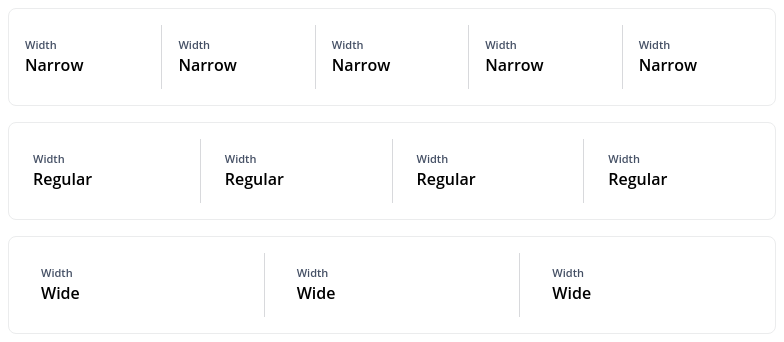 Width Width Width Width Width
Narrow Narrow Narrow Narrow Narrow
Width Width Width Width
Regular Regular Regular Regular
Width Width Width
Wide Wide Wide